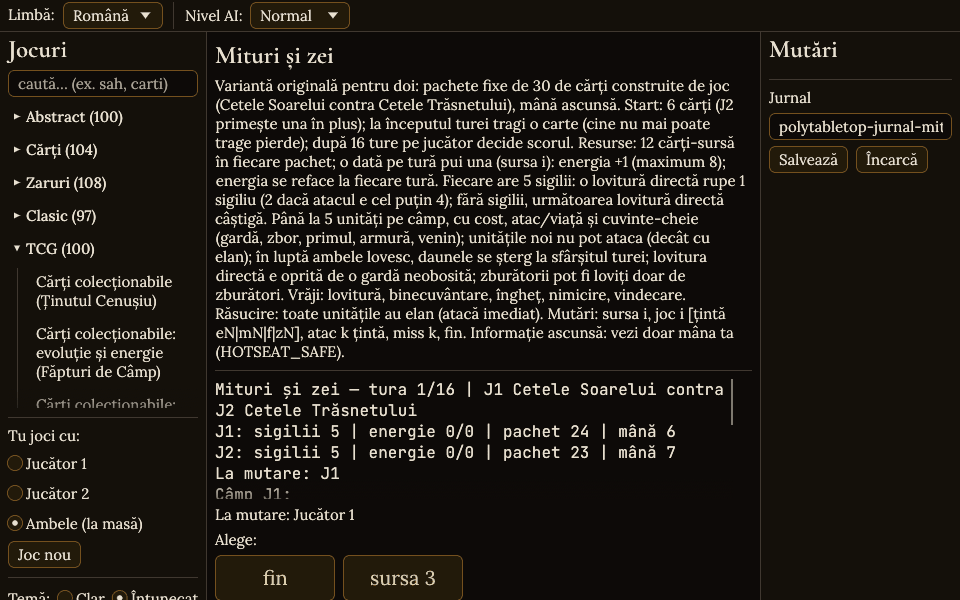 Limbă: Română ▼ Nivel AI: Normal ▼
Jocuri
caută... (ex. sah, carti)
▸ Abstract (100)
▸ Cărți (104)
▸ Zaruri (108)
▸ Clasic (97)
▾ TCG (100)
Cărți colecționabile
(Ținutul Cenușiu)
Cărți colecționabile:
evoluție și energie
(Făpturi de Câmp)
Cărți colecționabile:
Tu joci cu:
Jucător 1
Jucător 2
Ambele (la masă)
Joc nou
Temă: Clar Întunecat
Mituri și zei
Variantă originală pentru doi: pachete fixe de 30 de cărți construite de joc
(Cetele Soarelui contra Cetele Trăsnetului), mână ascunsă. Start: 6 cărți (J2
primește una în plus); la începutul turei tragi o carte (cine nu mai poate
trage pierde); după 16 ture pe jucător decide scorul. Resurse: 12 cărți-sursă
în fiecare pachet; o dată pe tură pui una (sursa i): energia +1 (maximum 8);
energia se reface la fiecare tură. Fiecare are 5 sigilii: o lovitură directă rupe 1
sigiliu (2 dacă atacul e cel puțin 4); fără sigilii, următoarea lovitură directă
câștigă. Până la 5 unități pe câmp, cu cost, atac/viață și cuvinte-cheie
(gardă, zbor, primul, armură, venin); unitățile noi nu pot ataca (decât cu
elan); în luptă ambele lovesc, daunele se șterg la sfârșitul turei; lovitura
directă e oprită de o gardă neobosită; zburătorii pot fi loviți doar de
zburători. Vrăji: lovitură, binecuvântare, îngheț, nimicire, vindecare.
Răsucire: toate unitățile au elan (atacă imediat). Mutări: sursa i, joc i [țintă
eN|mN|f|zN], atac k țintă, miss k, fin. Informație ascunsă: vezi doar mâna ta
(HOTSEAT_SAFE).
Mituri și zei — tura 1/16 | J1 Cetele Soarelui contra
J2 Cetele Trăsnetului
J1: sigilii 5 | energie 0/0 | pachet 24 | mână 6
J2: sigilii 5 | energie 0/0 | pachet 23 | mână 7
La mutare: J1
Câmp J1:
La mutare: Jucător 1
Alege:
fin sursa 3
Mutări
Jurnal
polytabletop-jurnal-mit
Salvează Încarcă